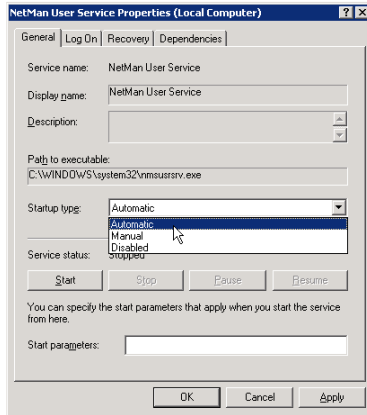 NetMan User Service Properties (Local Computer)
General Log On Recovery Dependencies
Service name: NetMan User Service
Display name: NetMan User Service
Description:
Path to executable:
C:\WINDOWS\system32\nmsusrsrv.exe
Startup type: Automatic
Automatic
Manual
Disabled
Service status: Stopped
Start Stop Pause Resume
You can specify the start parameters that apply when you start the service
from here.
Start parameters:
OK Cancel Apply